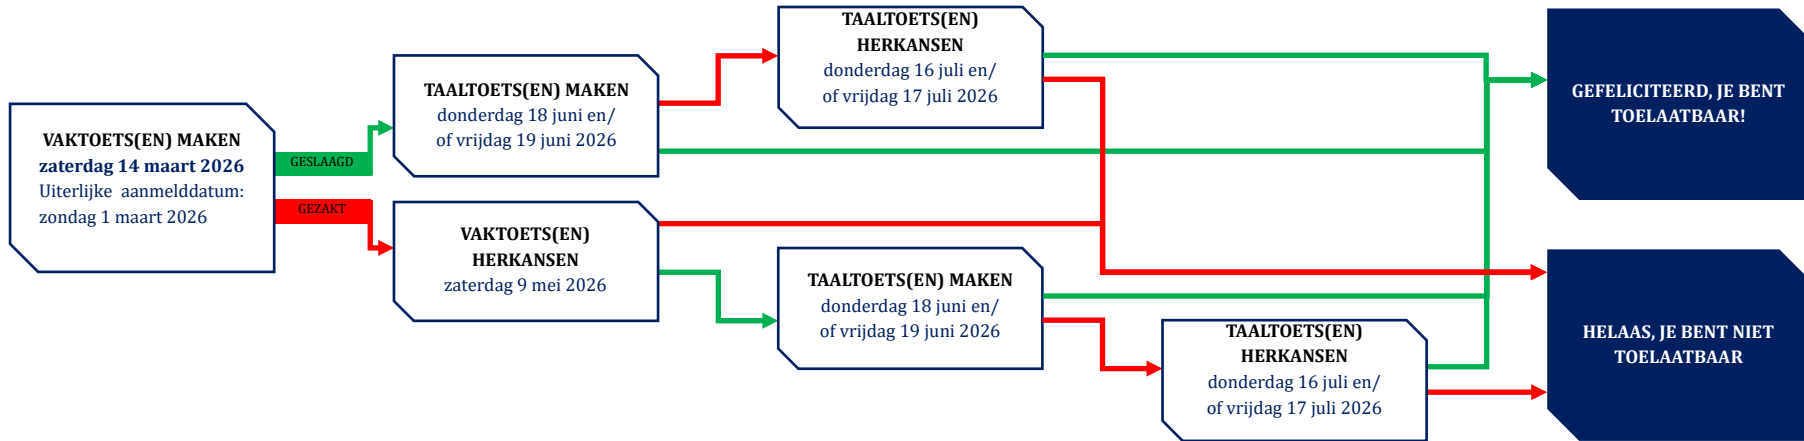 VAKTOETS(EN) MAKEN
zaterdag 14 maart 2026
Uiterlijke aanmelddatum:
zondag 1 maart 2026
GESLAAGD
GEZAKT
TAALTOETS(EN) MAKEN
donderdag 18 juni en/
of vrijdag 19 juni 2026
VAKTOETS(EN)
HERKANSEN
zaterdag 9 mei 2026
TAALTOETS(EN)
HERKANSEN
donderdag 16 juli en/
of vrijdag 17 juli 2026
TAALTOETS(EN) MAKEN
donderdag 18 juni en/
of vrijdag 19 juni 2026
TAALTOETS(EN)
HERKANSEN
donderdag 16 juli en/
of vrijdag 17 juli 2026
GEFELICITEERD, JE BENT
TOELAATBAAR!
HELAAS, JE BENT NIET
TOELAATBAAR